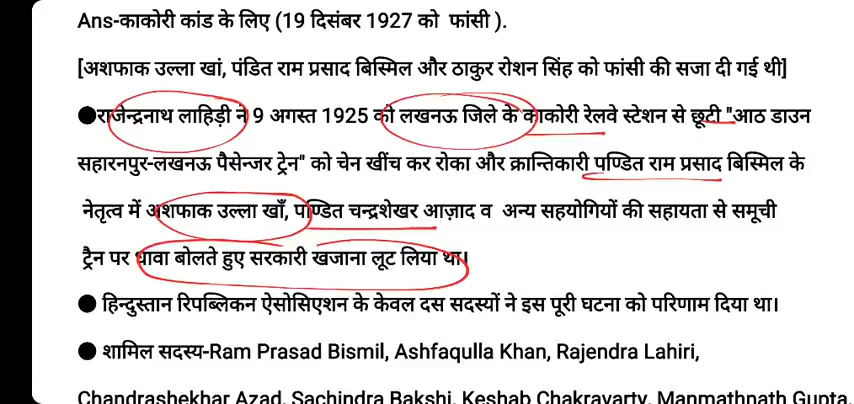 Ans-काकोरी कांड के लिए (19 दिसंबर 1927 को फांसी ).
[अशफाक उल्ला खां, पंडित राम प्रसाद बिस्मिल और ठाकुर रोशन सिंह को फांसी की सजा दी गई थी]
●राजेन्द्रनाथ लाहिड़ी ने 9 अगस्त 1925 को लखनऊ जिले के काकोरी रेलवे स्टेशन से छूटी "आठ डाउन
सहारनपुर-लखनऊ पैसेन्जर ट्रेन" को चेन खींच कर रोका और क्रान्तिकारी पण्डित राम प्रसाद बिस्मिल के
नेतृत्व में अशफाक उल्ला खाँ, पण्डित चन्द्रशेखर आज़ाद व अन्य सहयोगियों की सहायता से समूची
ट्रैन पर धावा बोलते हुए सरकारी खजाना लूट लिया था।
● हिन्दुस्तान रिपब्लिकन ऐसोसिएशन के केवल दस सदस्यों ने इस पूरी घटना को परिणाम दिया था।
● शामिल सदस्य-Ram Prasad Bismil, Ashfaqulla Khan, Rajendra Lahiri,
Chandrashekhar Azad, Sachindra Bakshi, Keshab Chakravarty, Manmathnath Gupta,